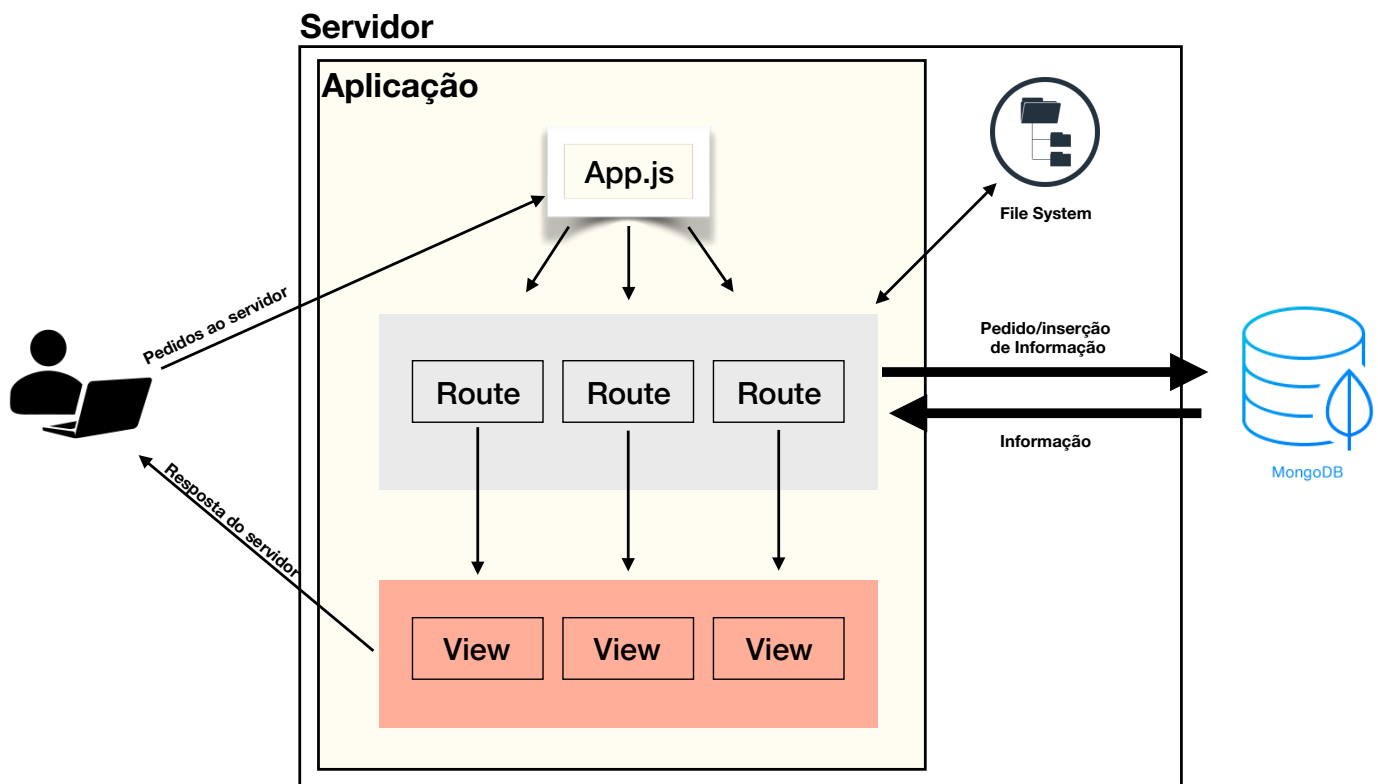 Servidor
Aplicação
App.js
File System
Pedidos ao servidor
Pedido/inserção
de Informação
Route
Route
Route
Informação
MongoDB
Resposta do servidor
View
View
View